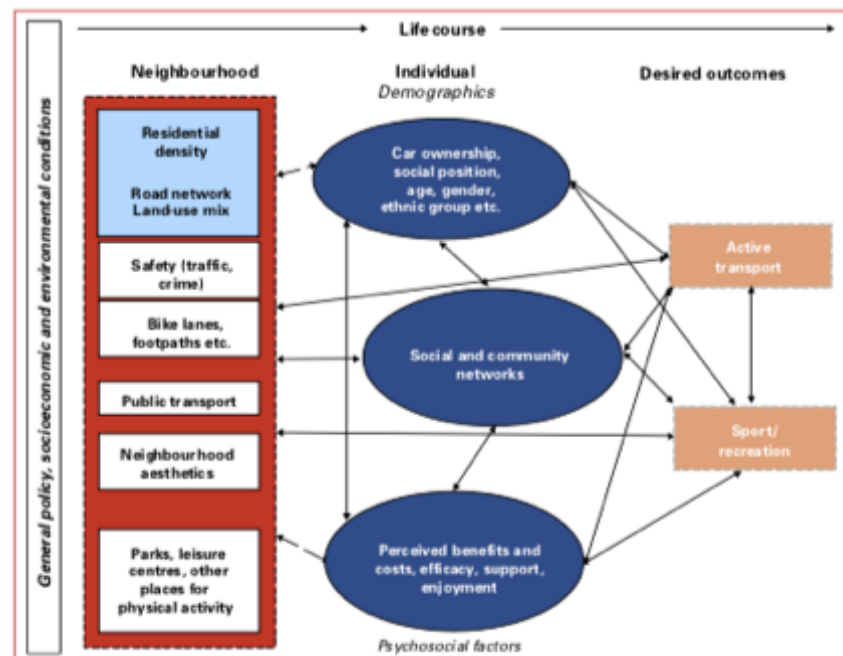 General policy, socioeconomic and environmental conditions
Life course
Neighbourhood
Individual
Demographics
Desired outcomes
Residential
density
Road network
Land-use mix
Safety (traffic,
crime)
Bike lanes,
footpaths etc.
Public transport
Neighbourhood
aesthetics
Parks, leisure
centres, other
places for
physical activity
Car ownership,
social position,
age, gender,
ethnic group etc.
Social and community
networks
Perceived benefits and
costs, efficacy, support,
enjoyment
Psychosocial factors
Active
transport
Sport/
recreation